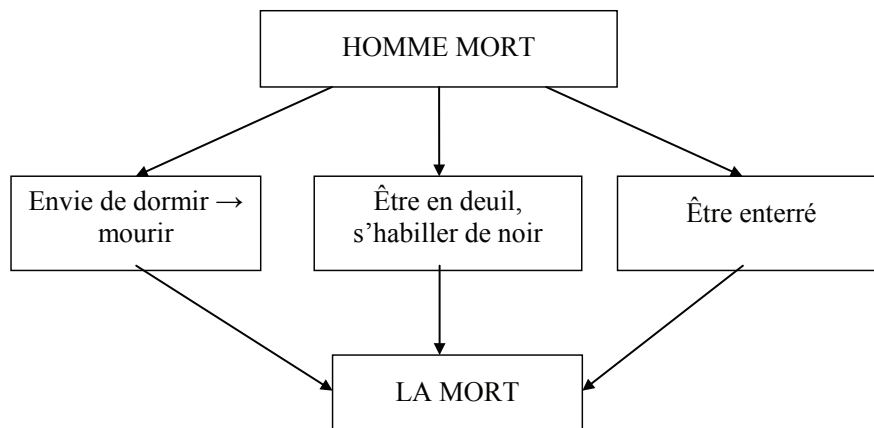 HOMME MORT
Envie de dormir →
mourir
Être en deuil,
s’habiller de noir
Être enterré
LA MORT